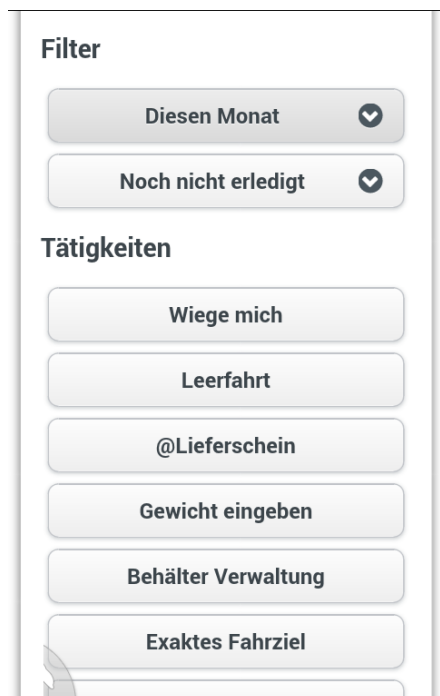 Filter
Diesen Monat
Noch nicht erledigt
Tätigkeiten
Wiege mich
Leerfahrt
@Lieferschein
Gewicht eingeben
Behälter Verwaltung
Exaktes Fahrziel